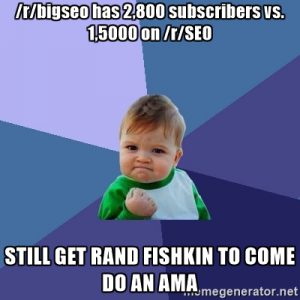 /r/bigseo has 2,800 subscribers vs.
1,5000 on /r/SEO
STILL GET RAND FISHKIN TO COME
DO AN AMA
memegenerator.net